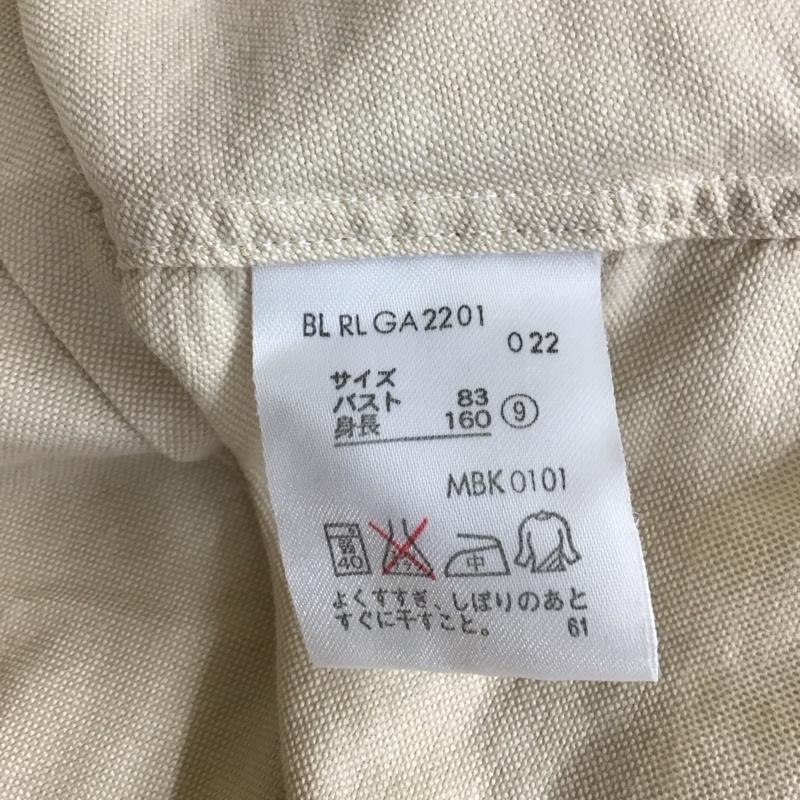 BL RL GA2201
022
サイズ
バスト 83
身長 160 ⑨
MBK0101
弱 40 中
よくすすぎ、しぼりのあと
すぐに干すこと。 61